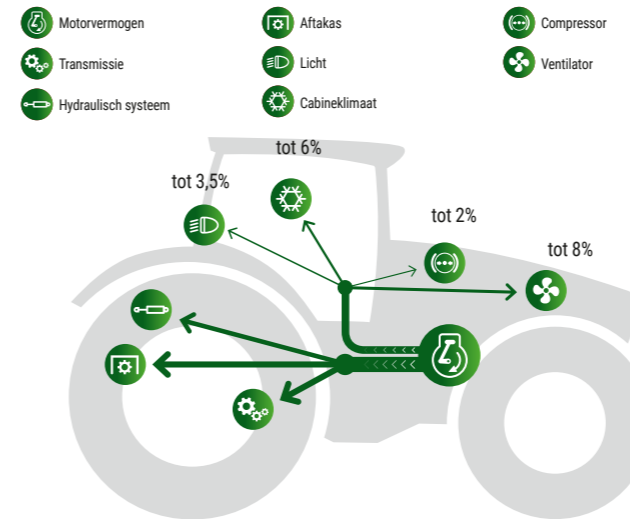 Motorvermogen
Aftakas
Compressor
Transmissie
Licht
Ventilator
Hydraulisch systeem
Cabineklimaat
tot 6%
tot 3,5%
tot 2%
tot 8%